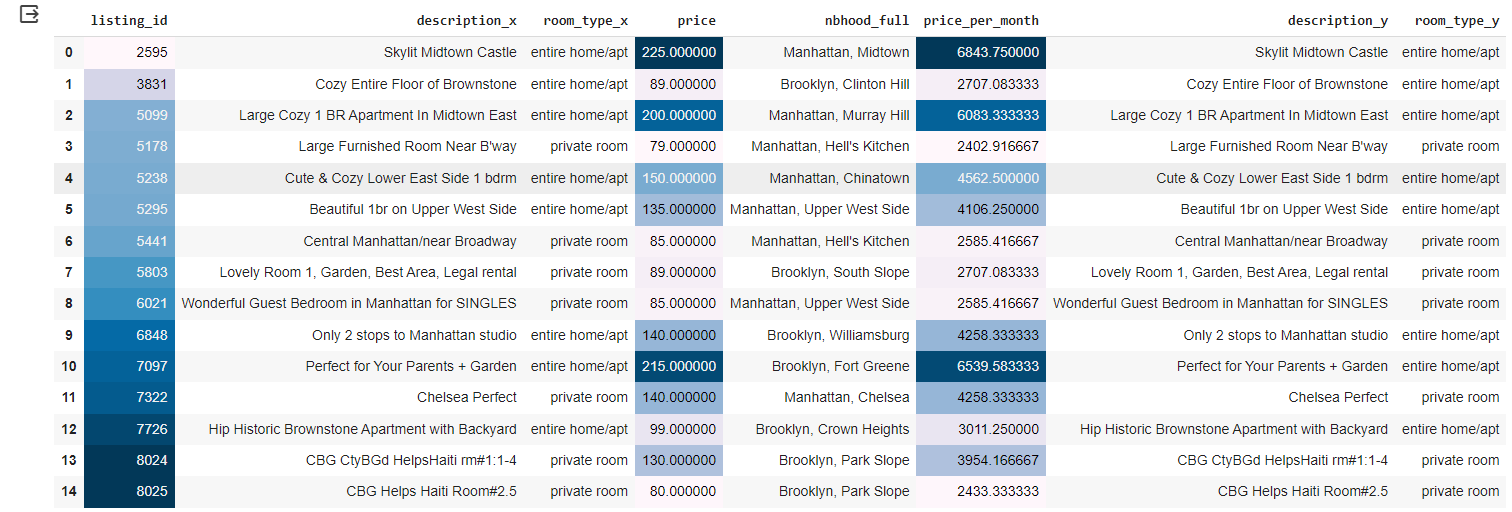 listing_id description_x room_type_x price nbhood_full price_per_month description_y room_type_y
0 2595 Skylit Midtown Castle entire home/apt 225.000000 Manhattan, Midtown 6843.750000 Skylit Midtown Castle entire home/apt
1 3831 Cozy Entire Floor of Brownstone entire home/apt 89.000000 Brooklyn, Clinton Hill 2707.083333 Cozy Entire Floor of Brownstone entire home/apt
2 5099 Large Cozy 1 BR Apartment In Midtown East entire home/apt 200.000000 Manhattan, Murray Hill 6083.333333 Large Cozy 1 BR Apartment In Midtown East entire home/apt
3 5178 Large Furnished Room Near B'way private room 79.000000 Manhattan, Hell's Kitchen 2402.916667 Large Furnished Room Near B'way private room
4 5238 Cute & Cozy Lower East Side 1 bdrm entire home/apt 150.000000 Manhattan, Chinatown 4562.500000 Cute & Cozy Lower East Side 1 bdrm entire home/apt
5 5295 Beautiful 1br on Upper West Side entire home/apt 135.000000 Manhattan, Upper West Side 4106.250000 Beautiful 1br on Upper West Side entire home/apt
6 5441 Central Manhattan/near Broadway private room 85.000000 Manhattan, Hell's Kitchen 2585.416667 Central Manhattan/near Broadway private room
7 5803 Lovely Room 1, Garden, Best Area, Legal rental private room 89.000000 Brooklyn, South Slope 2707.083333 Lovely Room 1, Garden, Best Area, Legal rental private room
8 6021 Wonderful Guest Bedroom in Manhattan for SINGLES private room 85.000000 Manhattan, Upper West Side 2585.416667 Wonderful Guest Bedroom in Manhattan for SINGLES private room
9 6848 Only 2 stops to Manhattan studio entire home/apt 140.000000 Brooklyn, Williamsburg 4258.333333 Only 2 stops to Manhattan studio entire home/apt
10 7097 Perfect for Your Parents + Garden entire home/apt 215.000000 Brooklyn, Fort Greene 6539.583333 Perfect for Your Parents + Garden entire home/apt
11 7322 Chelsea Perfect private room 140.000000 Manhattan, Chelsea 4258.333333 Chelsea Perfect private room
12 7726 Hip Historic Brownstone Apartment with Backyard entire home/apt 99.000000 Brooklyn, Crown Heights 3011.250000 Hip Historic Brownstone Apartment with Backyard entire home/apt
13 8024 CBG CtyBGd HelpsHaiti rm#1:1-4 private room 130.000000 Brooklyn, Park Slope 3954.166667 CBG CtyBGd HelpsHaiti rm#1:1-4 private room
14 8025 CBG Helps Haiti Room#2.5 private room 80.000000 Brooklyn, Park Slope 2433.333333 CBG Helps Haiti Room#2.5 private room